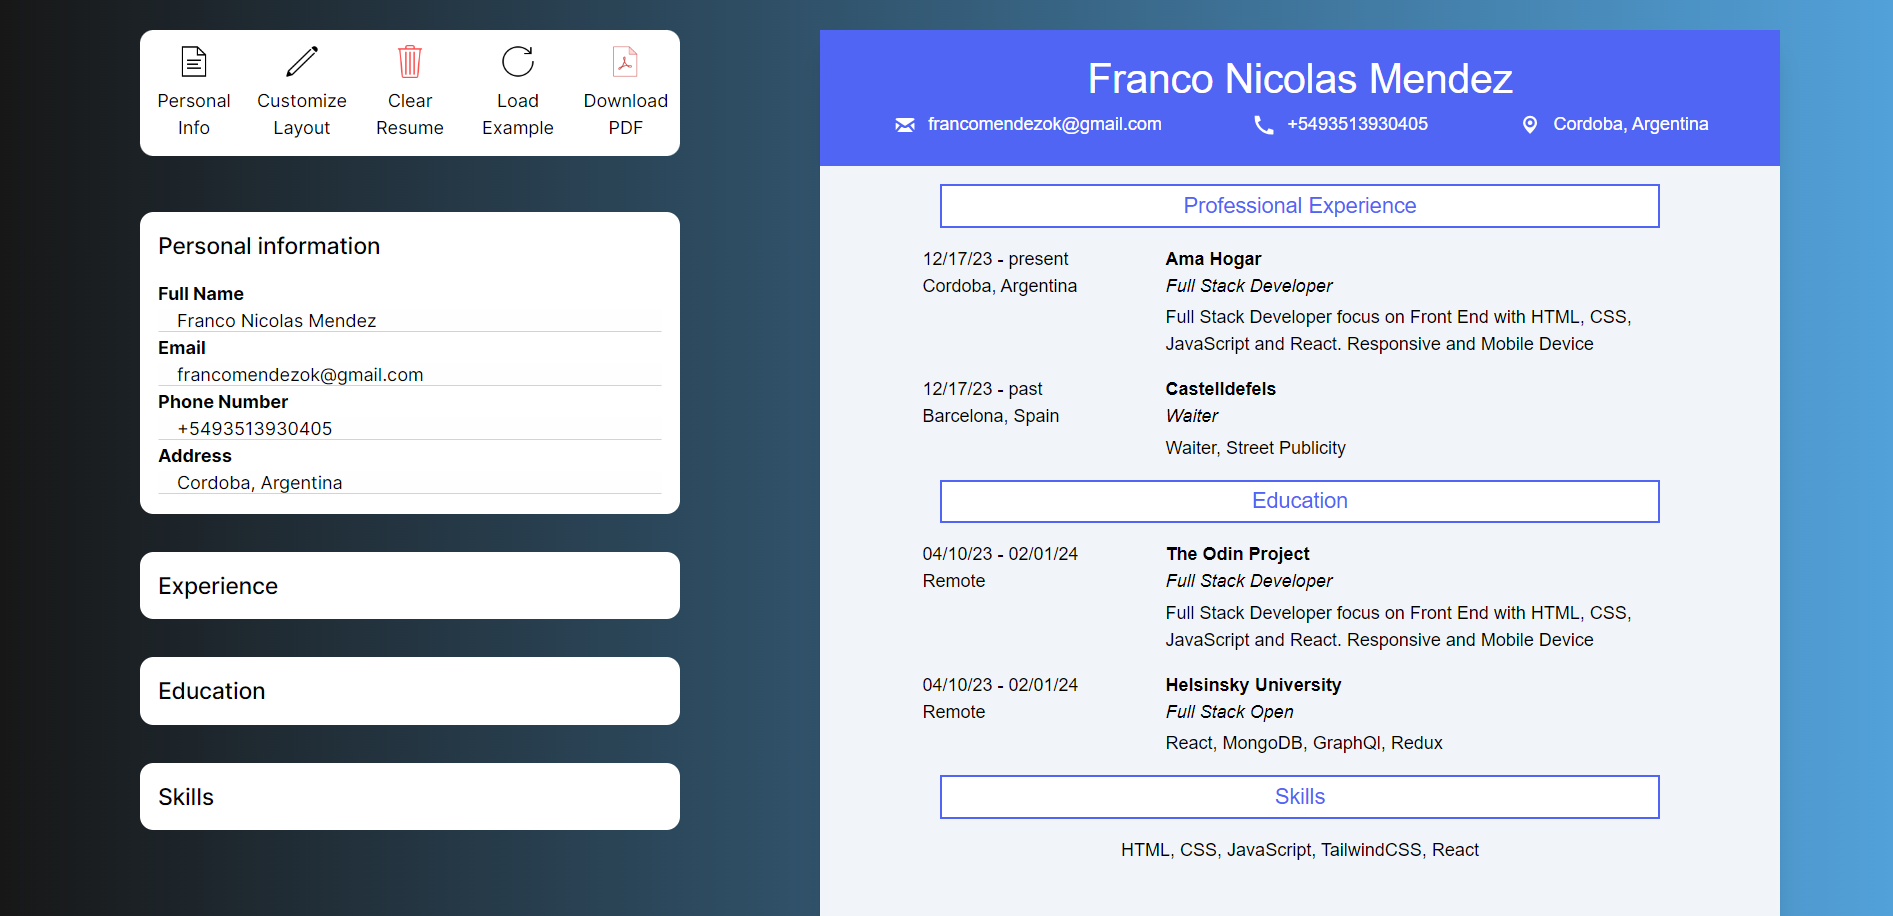 Personal Info
Customize Layout
Clear Resume
Load Example
Download PDF
Personal information
Full Name
Franco Nicolas Mendez
Email
francomendezok@gmail.com
Phone Number
+5493513930405
Address
Cordoba, Argentina
Experience
Education
Skills
Franco Nicolas Mendez
francomendezok@gmail.com
+5493513930405
Cordoba, Argentina
Professional Experience
12/17/23 - present
Cordoba, Argentina
Ama Hogar
Full Stack Developer
Full Stack Developer focus on Front End with HTML, CSS,
JavaScript and React. Responsive and Mobile Device
12/17/23 - past
Barcelona, Spain
Castelldefels
Waiter
Waiter, Street Publicity
Education
04/10/23 - 02/01/24
Remote
The Odin Project
Full Stack Developer
Full Stack Developer focus on Front End with HTML, CSS,
JavaScript and React. Responsive and Mobile Device
04/10/23 - 02/01/24
Remote
Helsinsky University
Full Stack Open
React, MongoDB, GraphQl, Redux
Skills
HTML, CSS, JavaScript, TailwindCSS, React